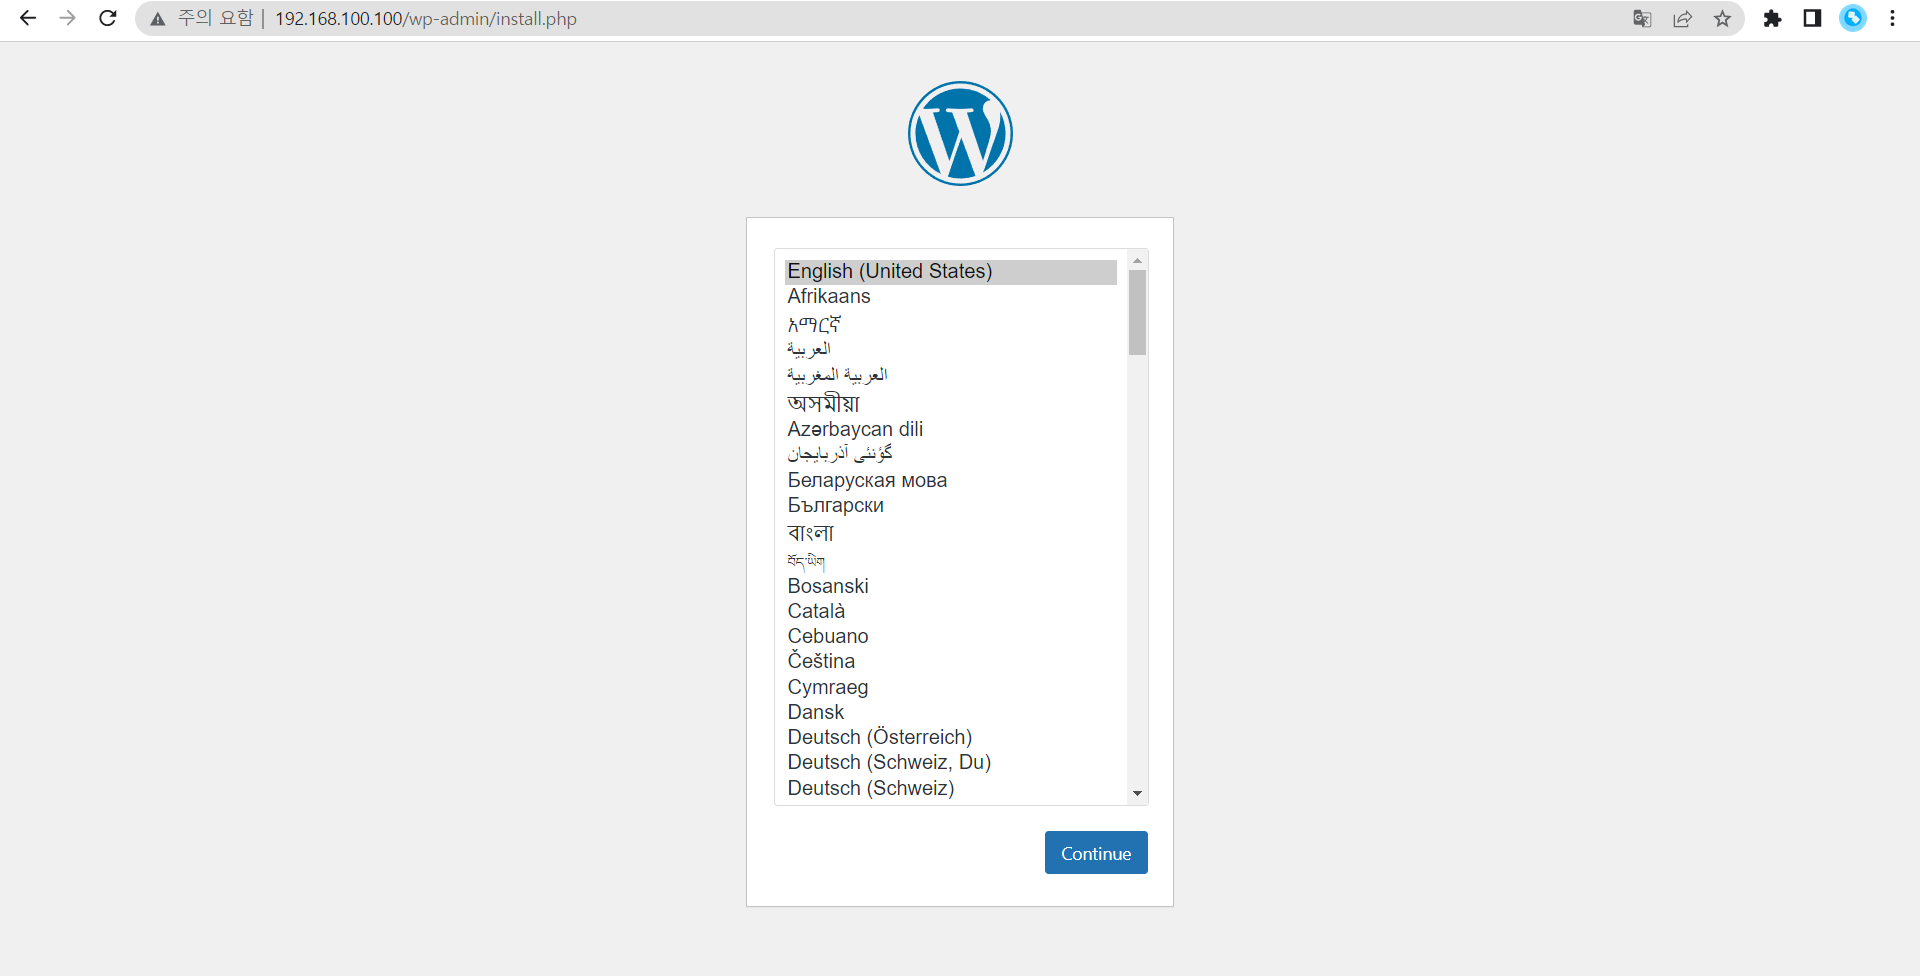 주의 요함 | 192.168.100.100/wp-admin/install.php
English (United States)
Afrikaans
አማርኛ
العربية
العربية المغربية
অসমীয়া
Azərbaycan dili
گؤنئی آذربایجان
Беларуская мова
Български
বাংলা
བོད་ཡིག
Bosanski
Català
Cebuano
Čeština
Cymraeg
Dansk
Deutsch (Österreich)
Deutsch (Schweiz, Du)
Deutsch (Schweiz)
Continue